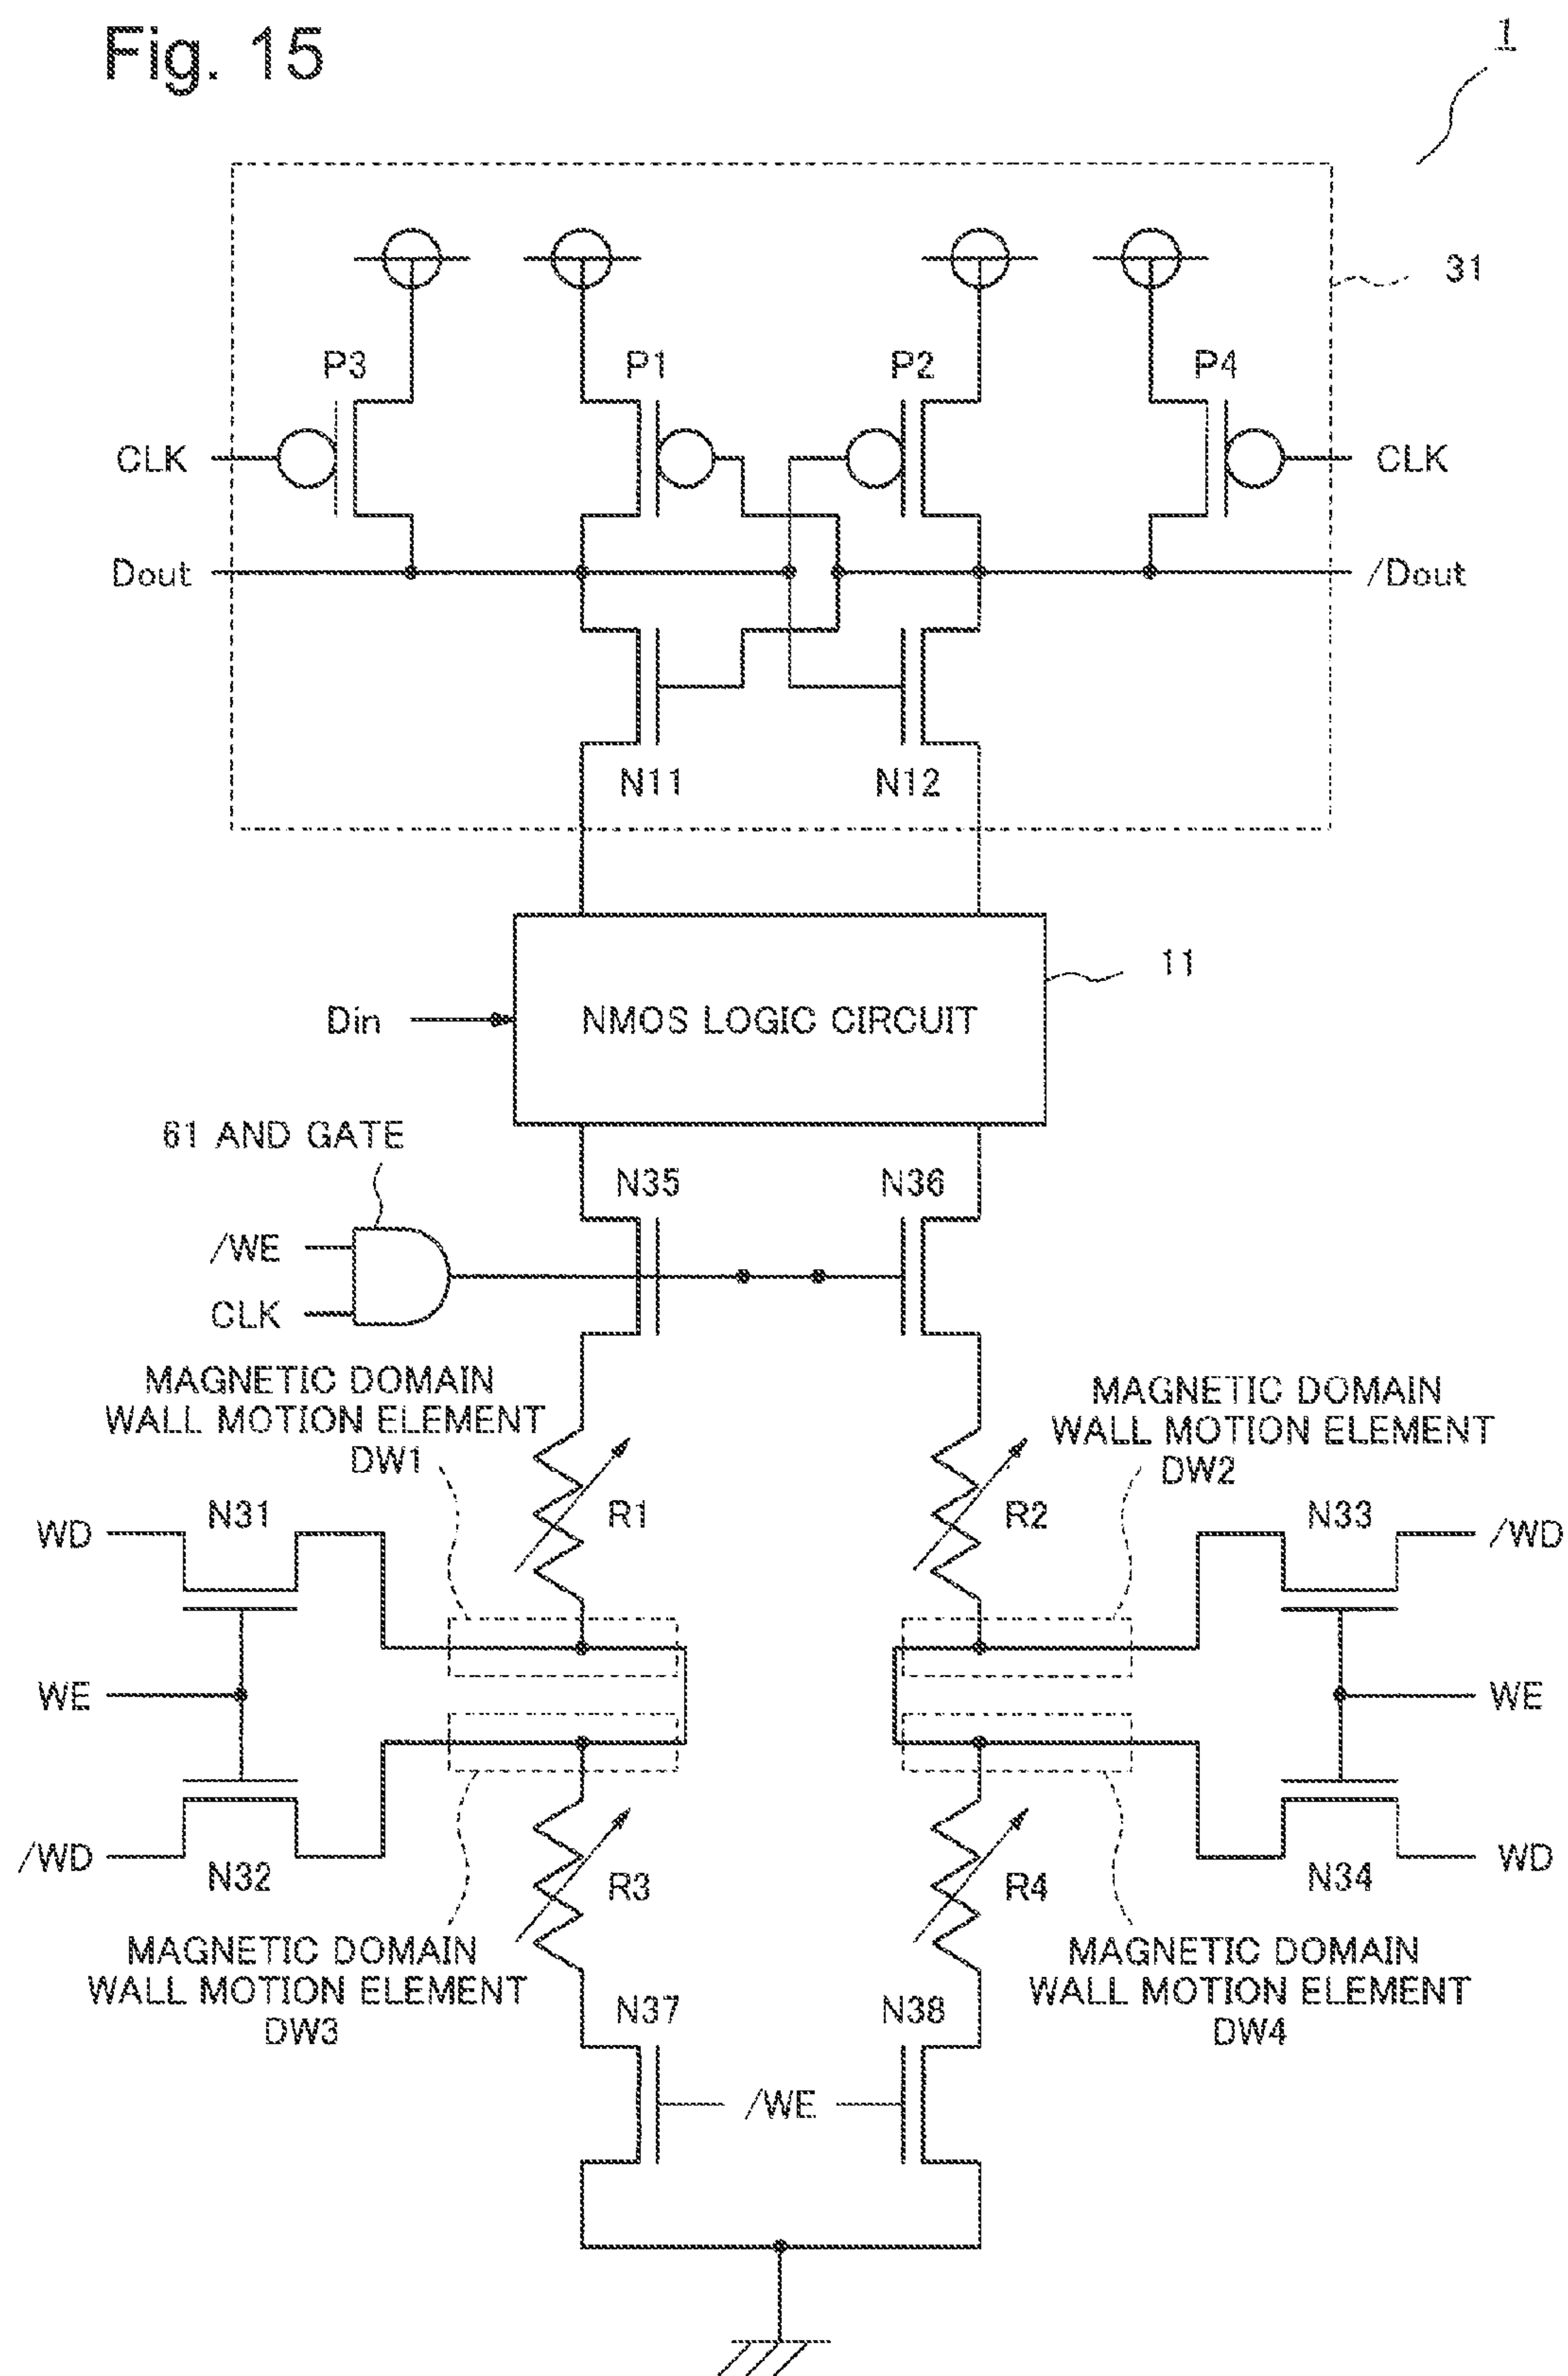 Fig. 15
1
31
P3
P1
P2
P4
CLK
CLK
Dout
/Dout
N11
N12
11
Din
NMOS LOGIC CIRCUIT
61 AND GATE
N35
N36
/WE
CLK
MAGNETIC DOMAIN
WALL MOTION ELEMENT
DW1
MAGNETIC DOMAIN
WALL MOTION ELEMENT
DW2
R1
R2
N31
N33
WD
/WD
WE
WE
/WD
WD
N32
N34
R3
R4
MAGNETIC DOMAIN
WALL MOTION ELEMENT
DW3
MAGNETIC DOMAIN
WALL MOTION ELEMENT
DW4
N37
N38
/WE